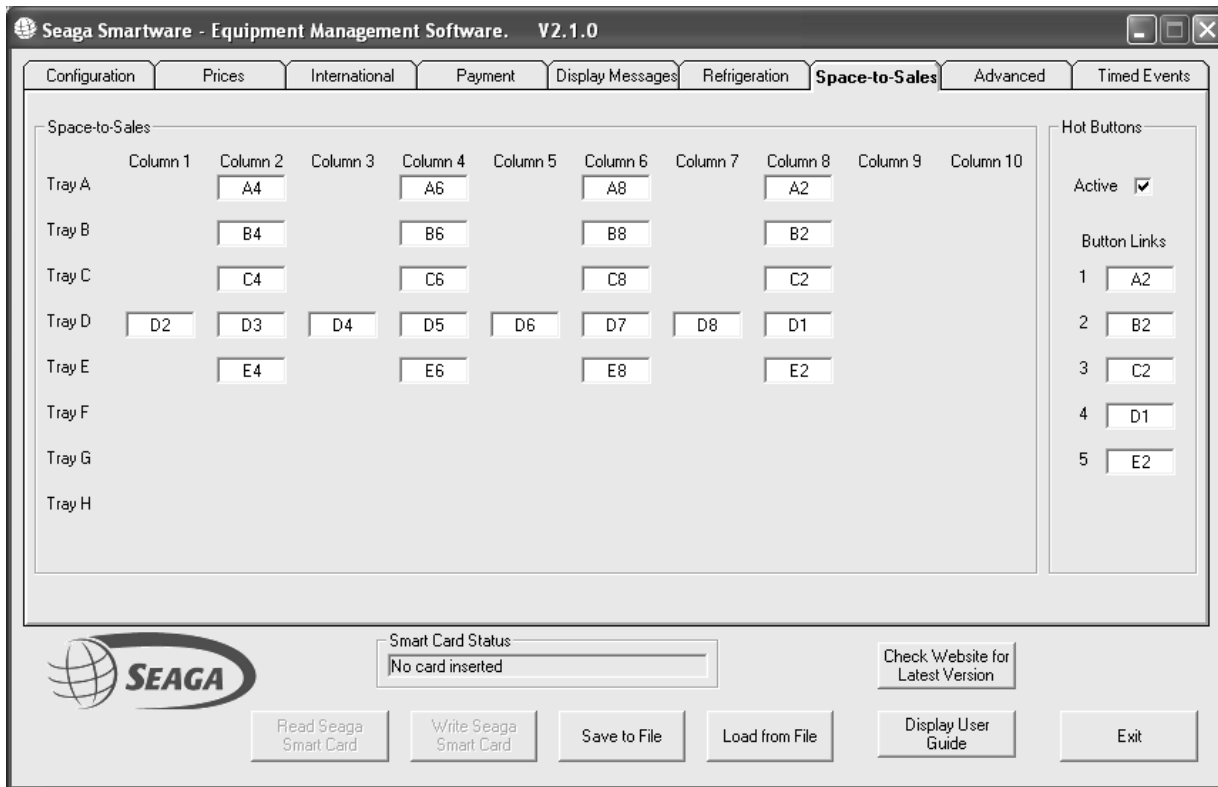 Seaga Smartware - Equipment Management Software. V2.1.0
Configuration Prices International Payment Display Messages Refrigeration Space-to-Sales Advanced Timed Events
Space-to-Sales
Column 1 Column 2 Column 3 Column 4 Column 5 Column 6 Column 7 Column 8 Column 9 Column 10
Tray A A4 A6 A8 A2
Tray B B4 B6 B8 B2
Tray C C4 C6 C8 C2
Tray D D2 D3 D4 D5 D6 D7 D8 D1
Tray E E4 E6 E8 E2
Tray F
Tray G
Tray H
Hot Buttons
Active
Button Links
1 A2
2 B2
3 C2
4 D1
5 E2
SEAGA
Smart Card Status
No card inserted
Check Website for
Latest Version
Read Seaga
Smart Card
Write Seaga
Smart Card
Save to File
Load from File
Display User
Guide
Exit